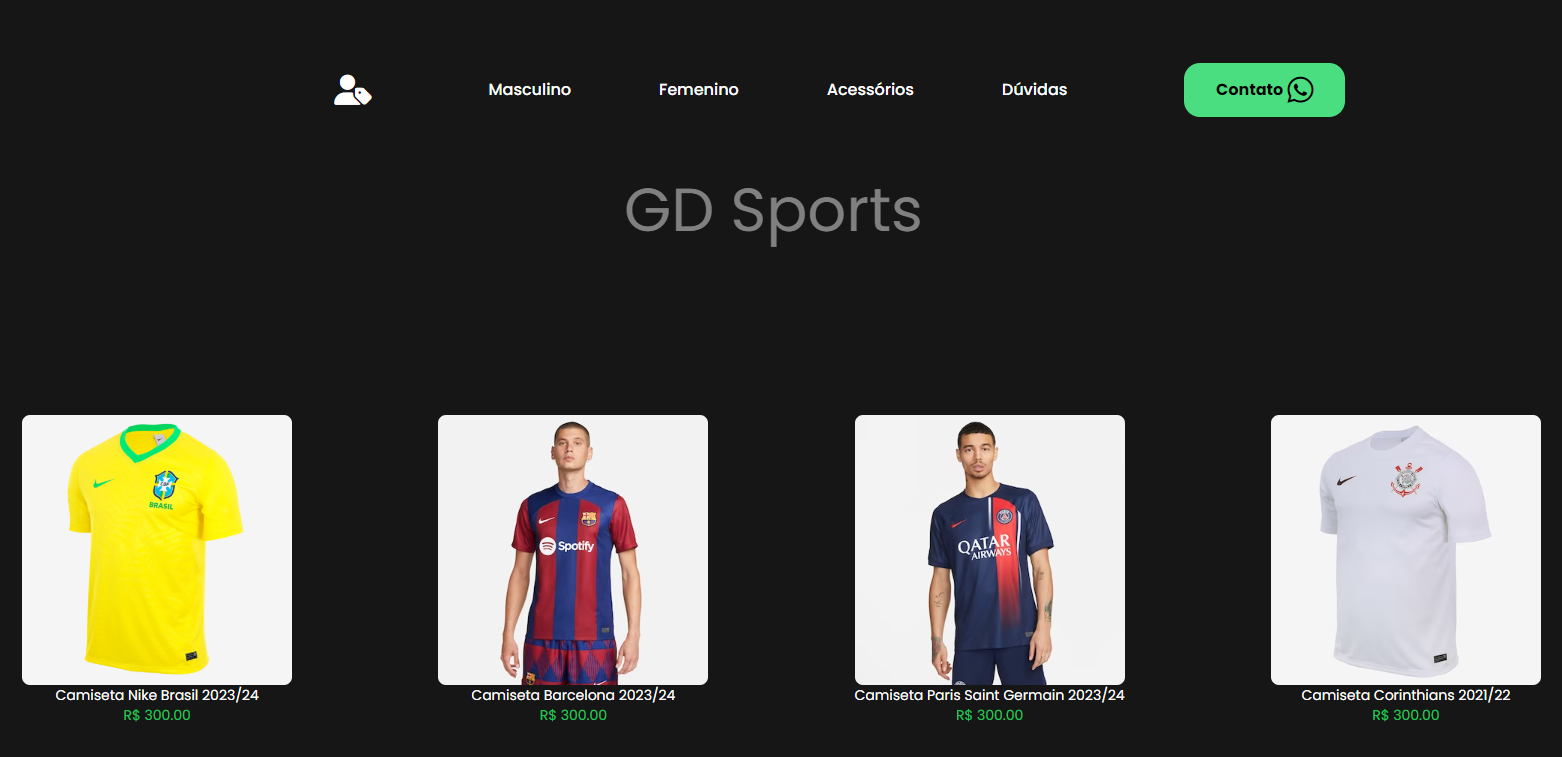 Masculino Femenino Acessórios Dúvidas Contato
GD Sports
BRASIL
Spotify
QATAR
AIRWAYS
Camiseta Nike Brasil 2023/24 Camiseta Barcelona 2023/24 Camiseta Paris Saint Germain 2023/24 Camiseta Corinthians 2021/22
R$ 300.00 R$ 300.00 R$ 300.00 R$ 300.00